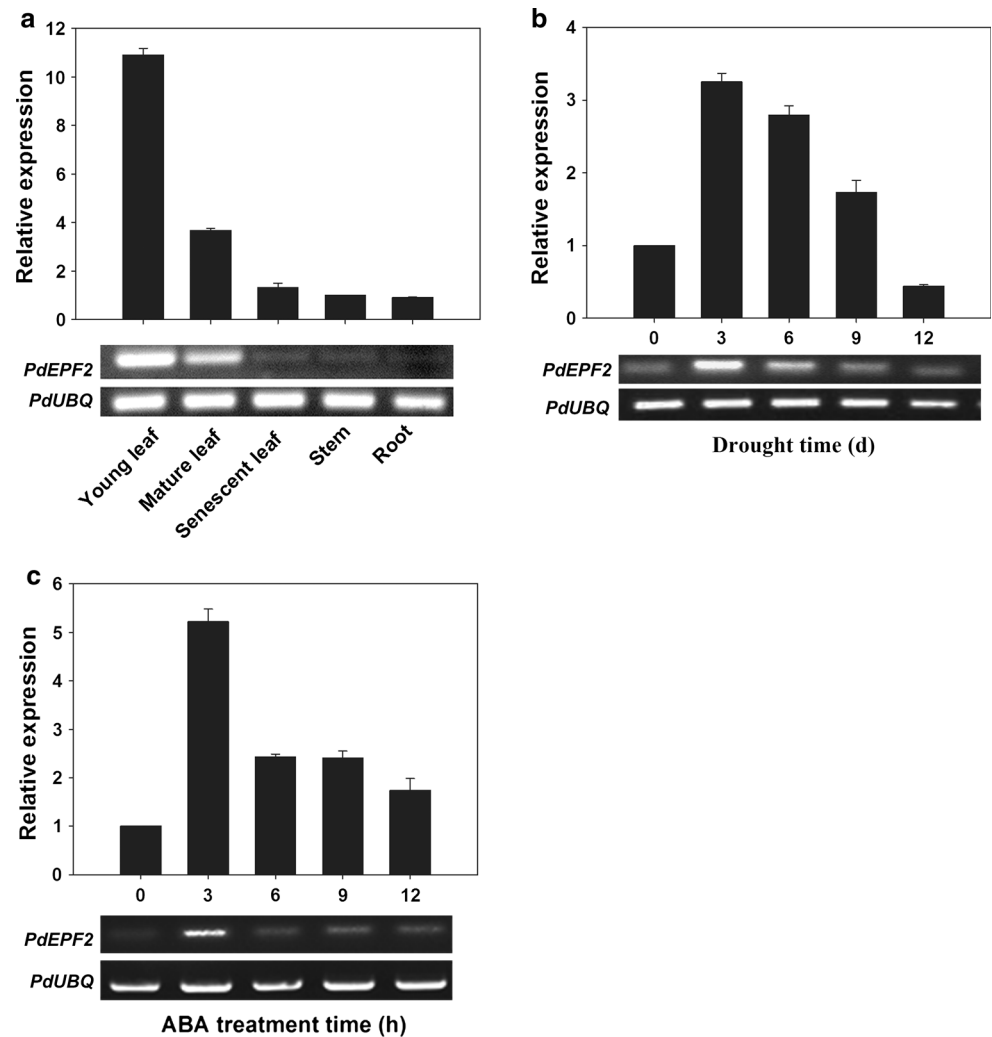 a
Relative expression
12
10
8
6
4
2
0
PdEPF2
PdUBQ
Young leaf
Mature leaf
Senescent leaf
Stem
Root
b
Relative expression
4
3
2
1
0
0 3 6 9 12
PdEPF2
PdUBQ
Drought time (d)
c
Relative expression
6
5
4
3
2
1
0
0 3 6 9 12
PdEPF2
PdUBQ
ABA treatment time (h)